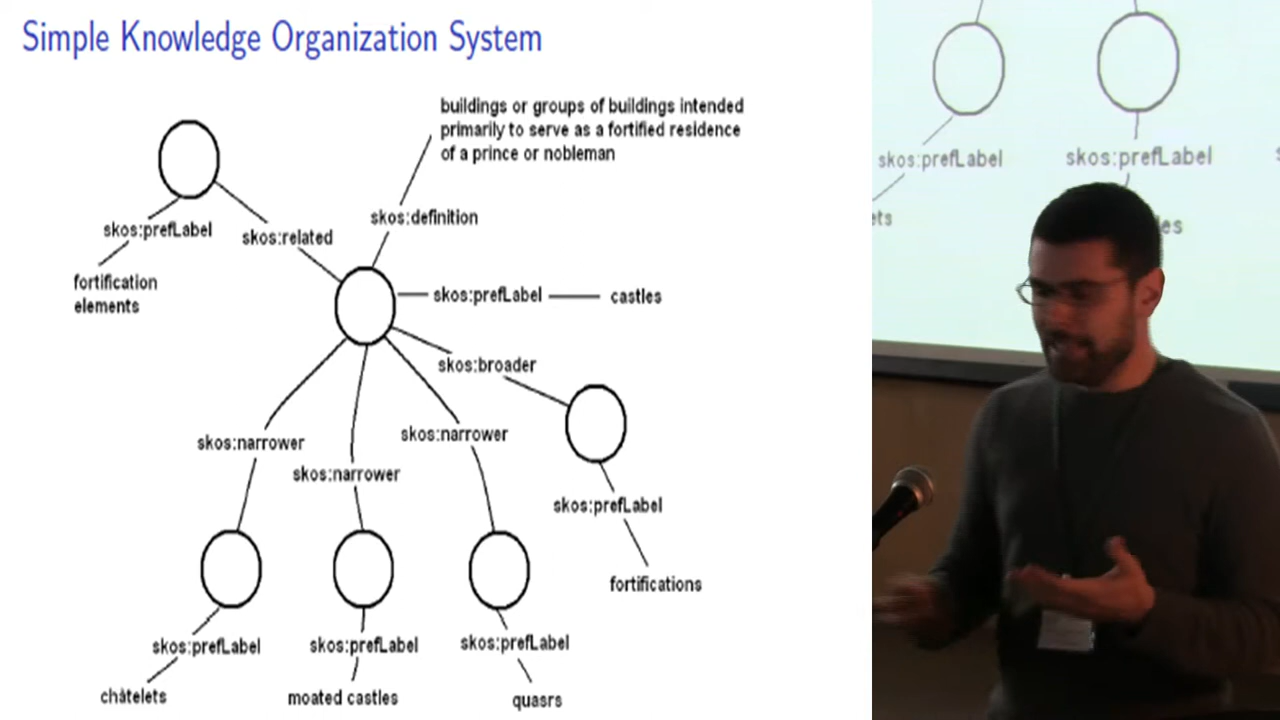 Simple Knowledge Organization System
buildings or groups of buildings intended
primarily to serve as a fortified residence
of a prince or nobleman
skos:definition
skos:prefLabel
skos:related
fortification
elements
skos:prefLabel
castles
skos:broader
skos:narrower
skos:narrower
skos:narrower
skos:prefLabel
fortifications
skos:prefLabel
skos:prefLabel
skos:prefLabel
châtelets
moated castles
quasrs
skos:prefLabel
skos:prefLabel
ets
les